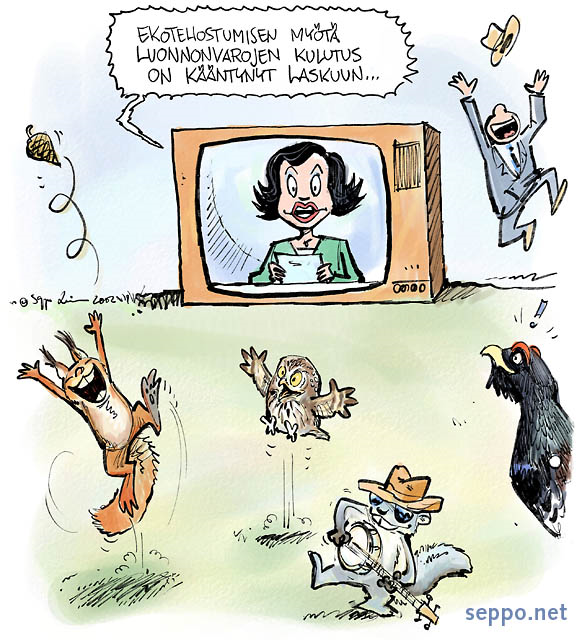 EKOTEHOSTUMISEN MYÖTÄ
LUONNONVAROJEN KULUTUS
ON KÄÄNTYNYT LASKUUN...
!
seppo.net